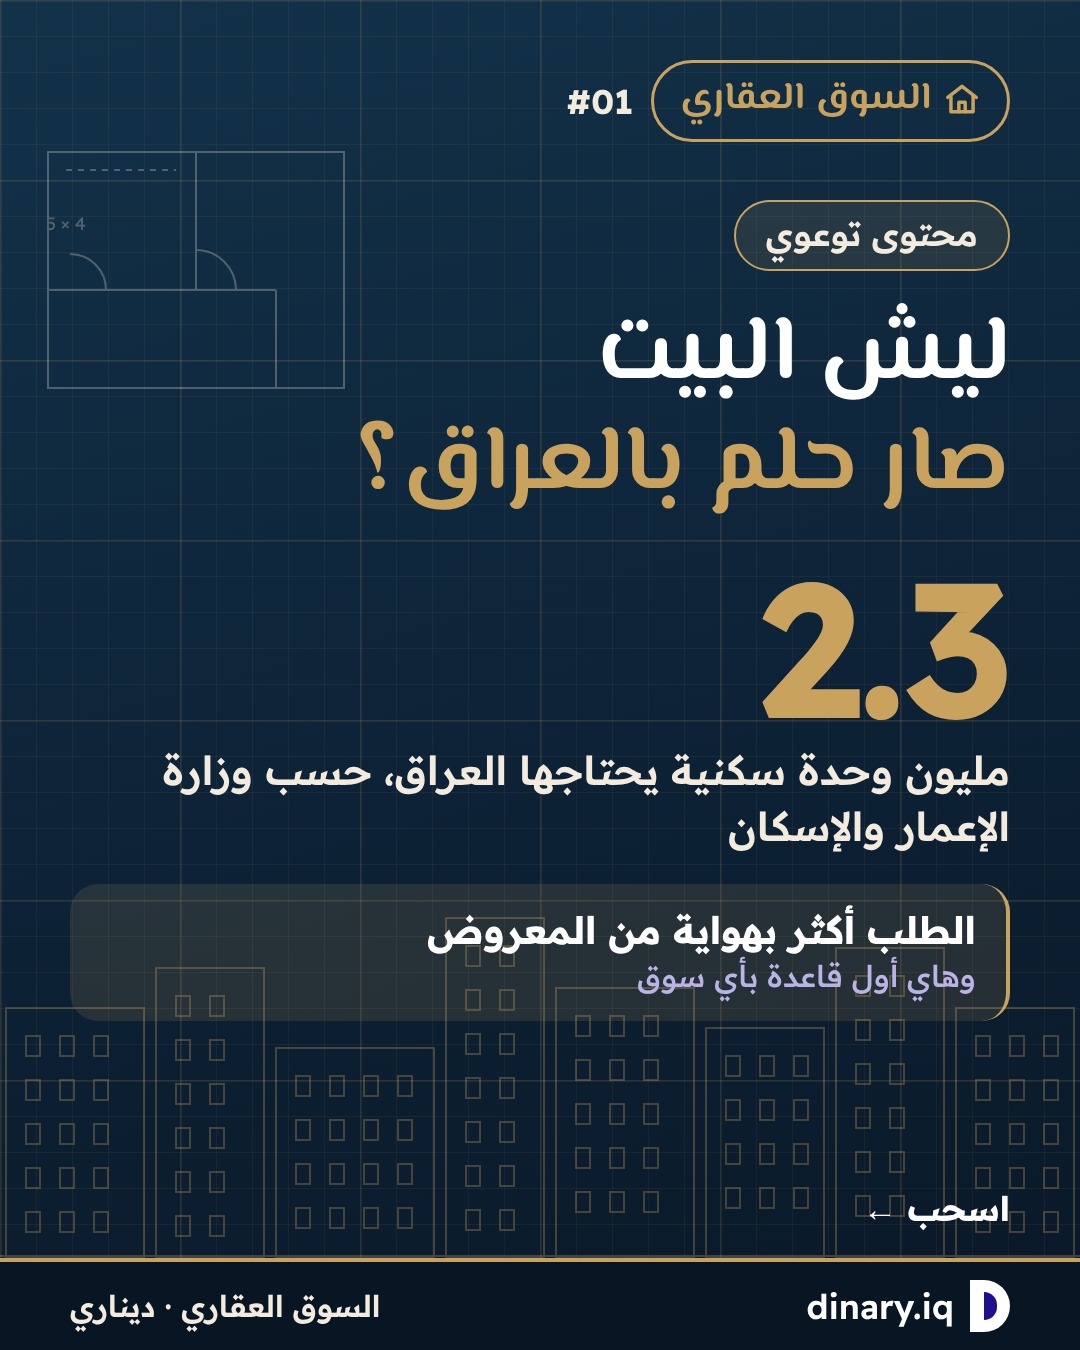 السوق العقاري #01
محتوى توعوي
5 × 4
ليش البيت
صار حلم بالعراق؟
2.3
مليون وحدة سكنية يحتاجها العراق، حسب وزارة
الإعمار والإسكان
الطلب أكثر بهواية من المعروض
وهاي أول قاعدة بأي سوق
اسحب ←
dinary.iq
السوق العقاري · ديناري